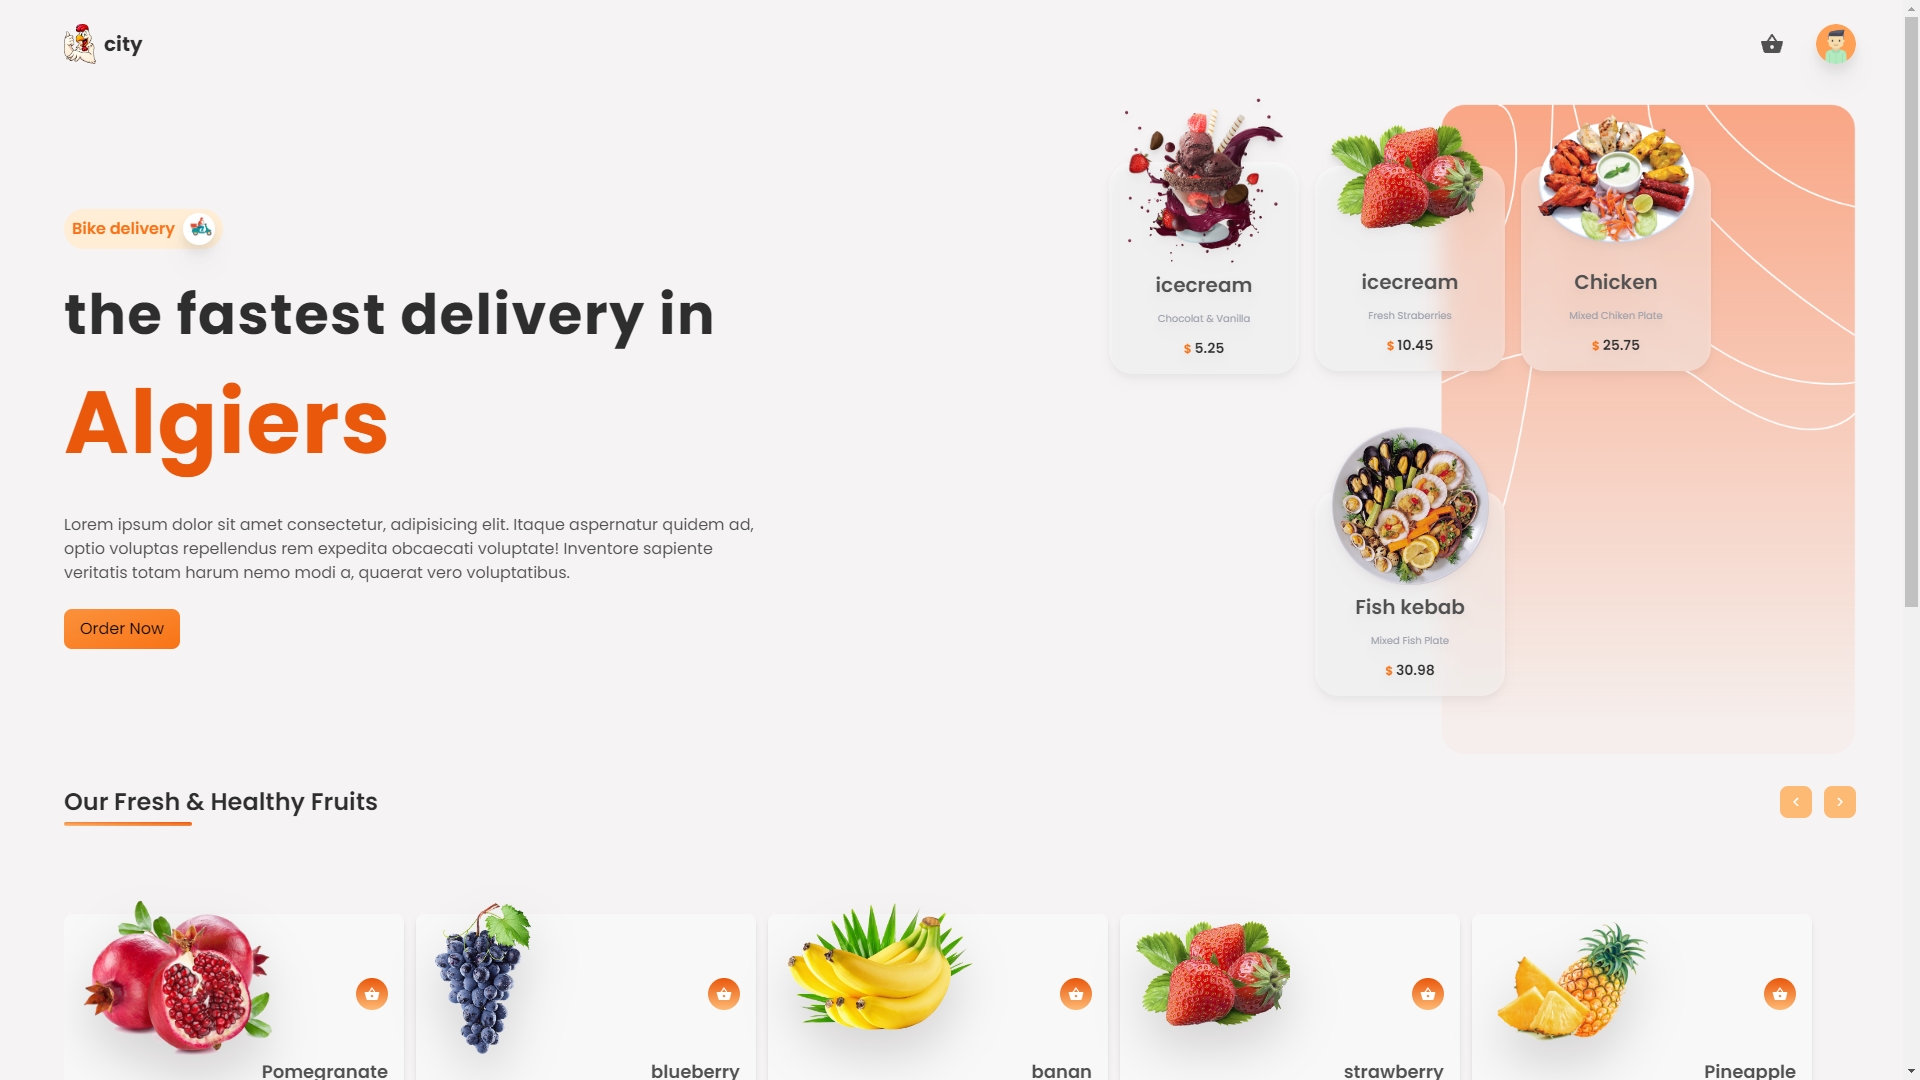 city
Bike delivery
the fastest delivery in
Algiers
Lorem ipsum dolor sit amet consectetur, adipisicing elit. Itaque aspernatur quidem ad,
optio voluptas repellendus rem expedita obcaecati voluptate! Inventore sapiente
veritatis totam harum nemo modi a, quaerat vero voluptatibus.
Order Now
icecream
Chocolat & Vanilla
$ 5.25
icecream
Fresh Straberries
$ 10.45
Chicken
Mixed Chiken Plate
$ 25.75
Fish kebab
Mixed Fish Plate
$ 30.98
Our Fresh & Healthy Fruits
Pomegranate
blueberry
banan
strawberry
Pineapple